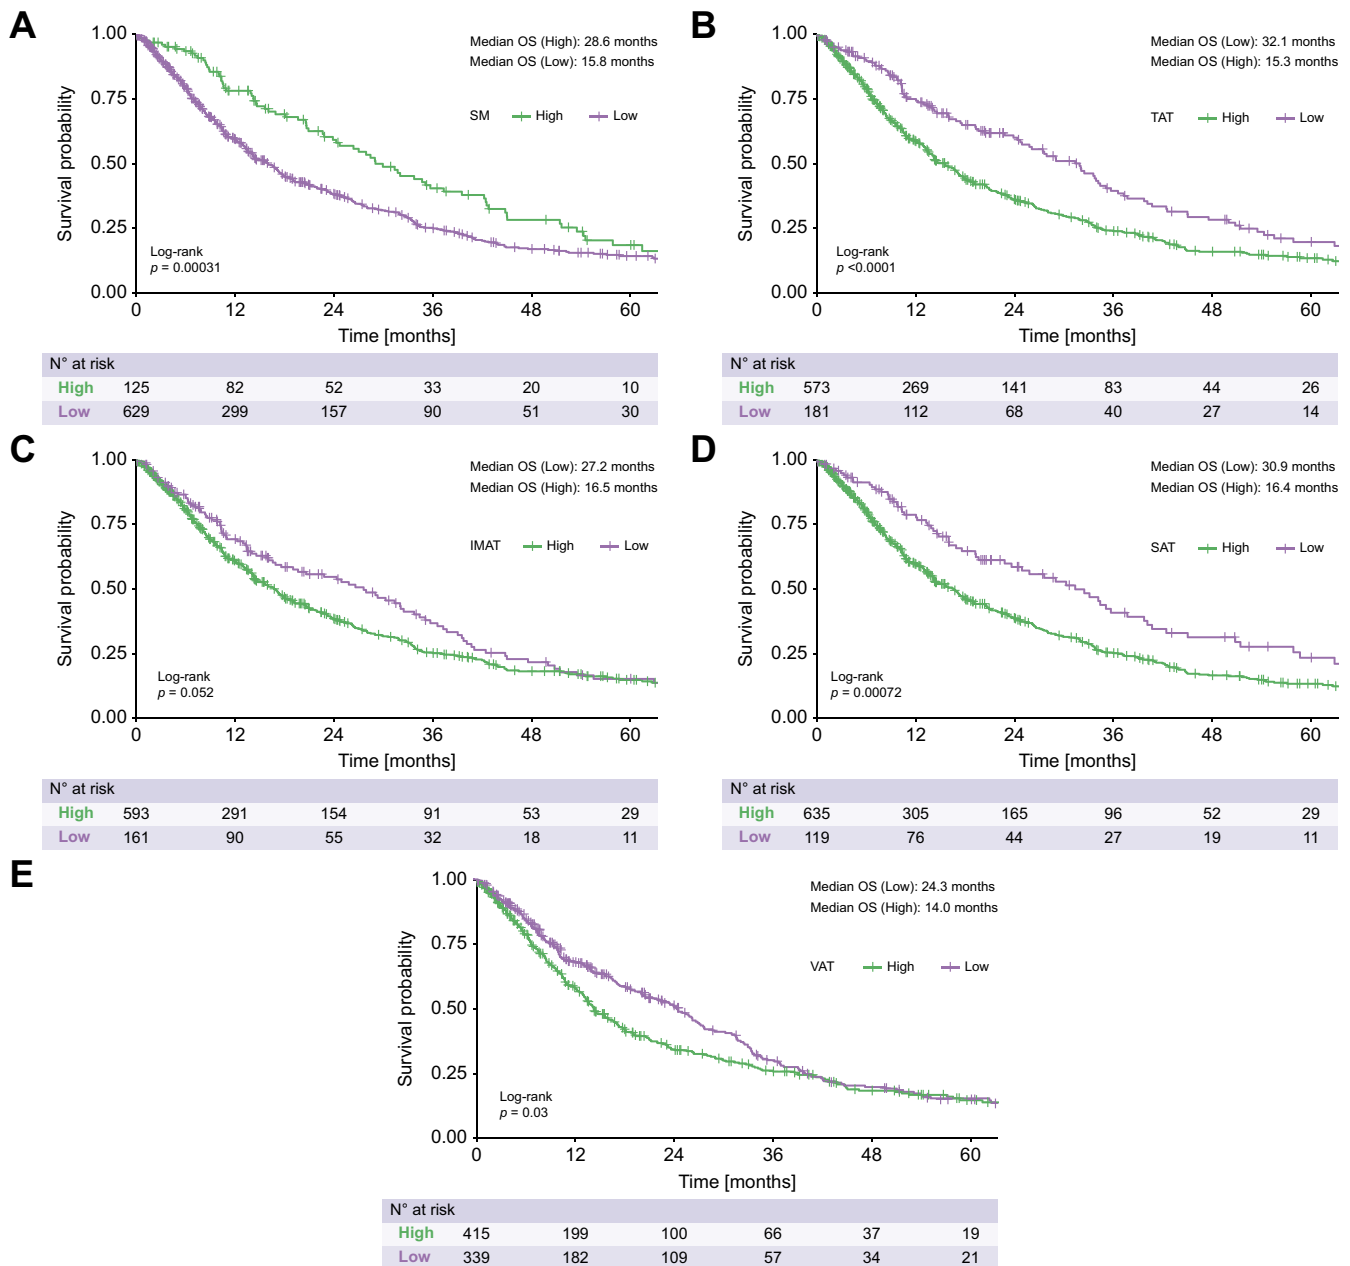 A
1.00
0.75
0.50
0.25
0.00
Survival probability
Median OS (High): 28.6 months
Median OS (Low): 15.8 months
SM High Low
Log-rank
p = 0.00031
0 12 24 36 48 60
Time [months]
N° at risk
High 125 82 52 33 20 10
Low 629 299 157 90 51 30
B
1.00
0.75
0.50
0.25
0.00
Survival probability
Median OS (Low): 32.1 months
Median OS (High): 15.3 months
TAT High Low
Log-rank
p <0.0001
0 12 24 36 48 60
Time [months]
N° at risk
High 573 269 141 83 44 26
Low 181 112 68 40 27 14
C
1.00
0.75
0.50
0.25
0.00
Survival probability
Median OS (Low): 27.2 months
Median OS (High): 16.5 months
IMAT High Low
Log-rank
p = 0.052
0 12 24 36 48 60
Time [months]
N° at risk
High 593 291 154 91 53 29
Low 161 90 55 32 18 11
D
1.00
0.75
0.50
0.25
0.00
Survival probability
Median OS (Low): 30.9 months
Median OS (High): 16.4 months
SAT High Low
Log-rank
p = 0.00072
0 12 24 36 48 60
Time [months]
N° at risk
High 635 305 165 96 52 29
Low 119 76 44 27 19 11
E
1.00
0.75
0.50
0.25
0.00
Survival probability
Median OS (Low): 24.3 months
Median OS (High): 14.0 months
VAT High Low
Log-rank
p = 0.03
0 12 24 36 48 60
Time [months]
N° at risk
High 415 199 100 66 37 19
Low 339 182 109 57 34 21